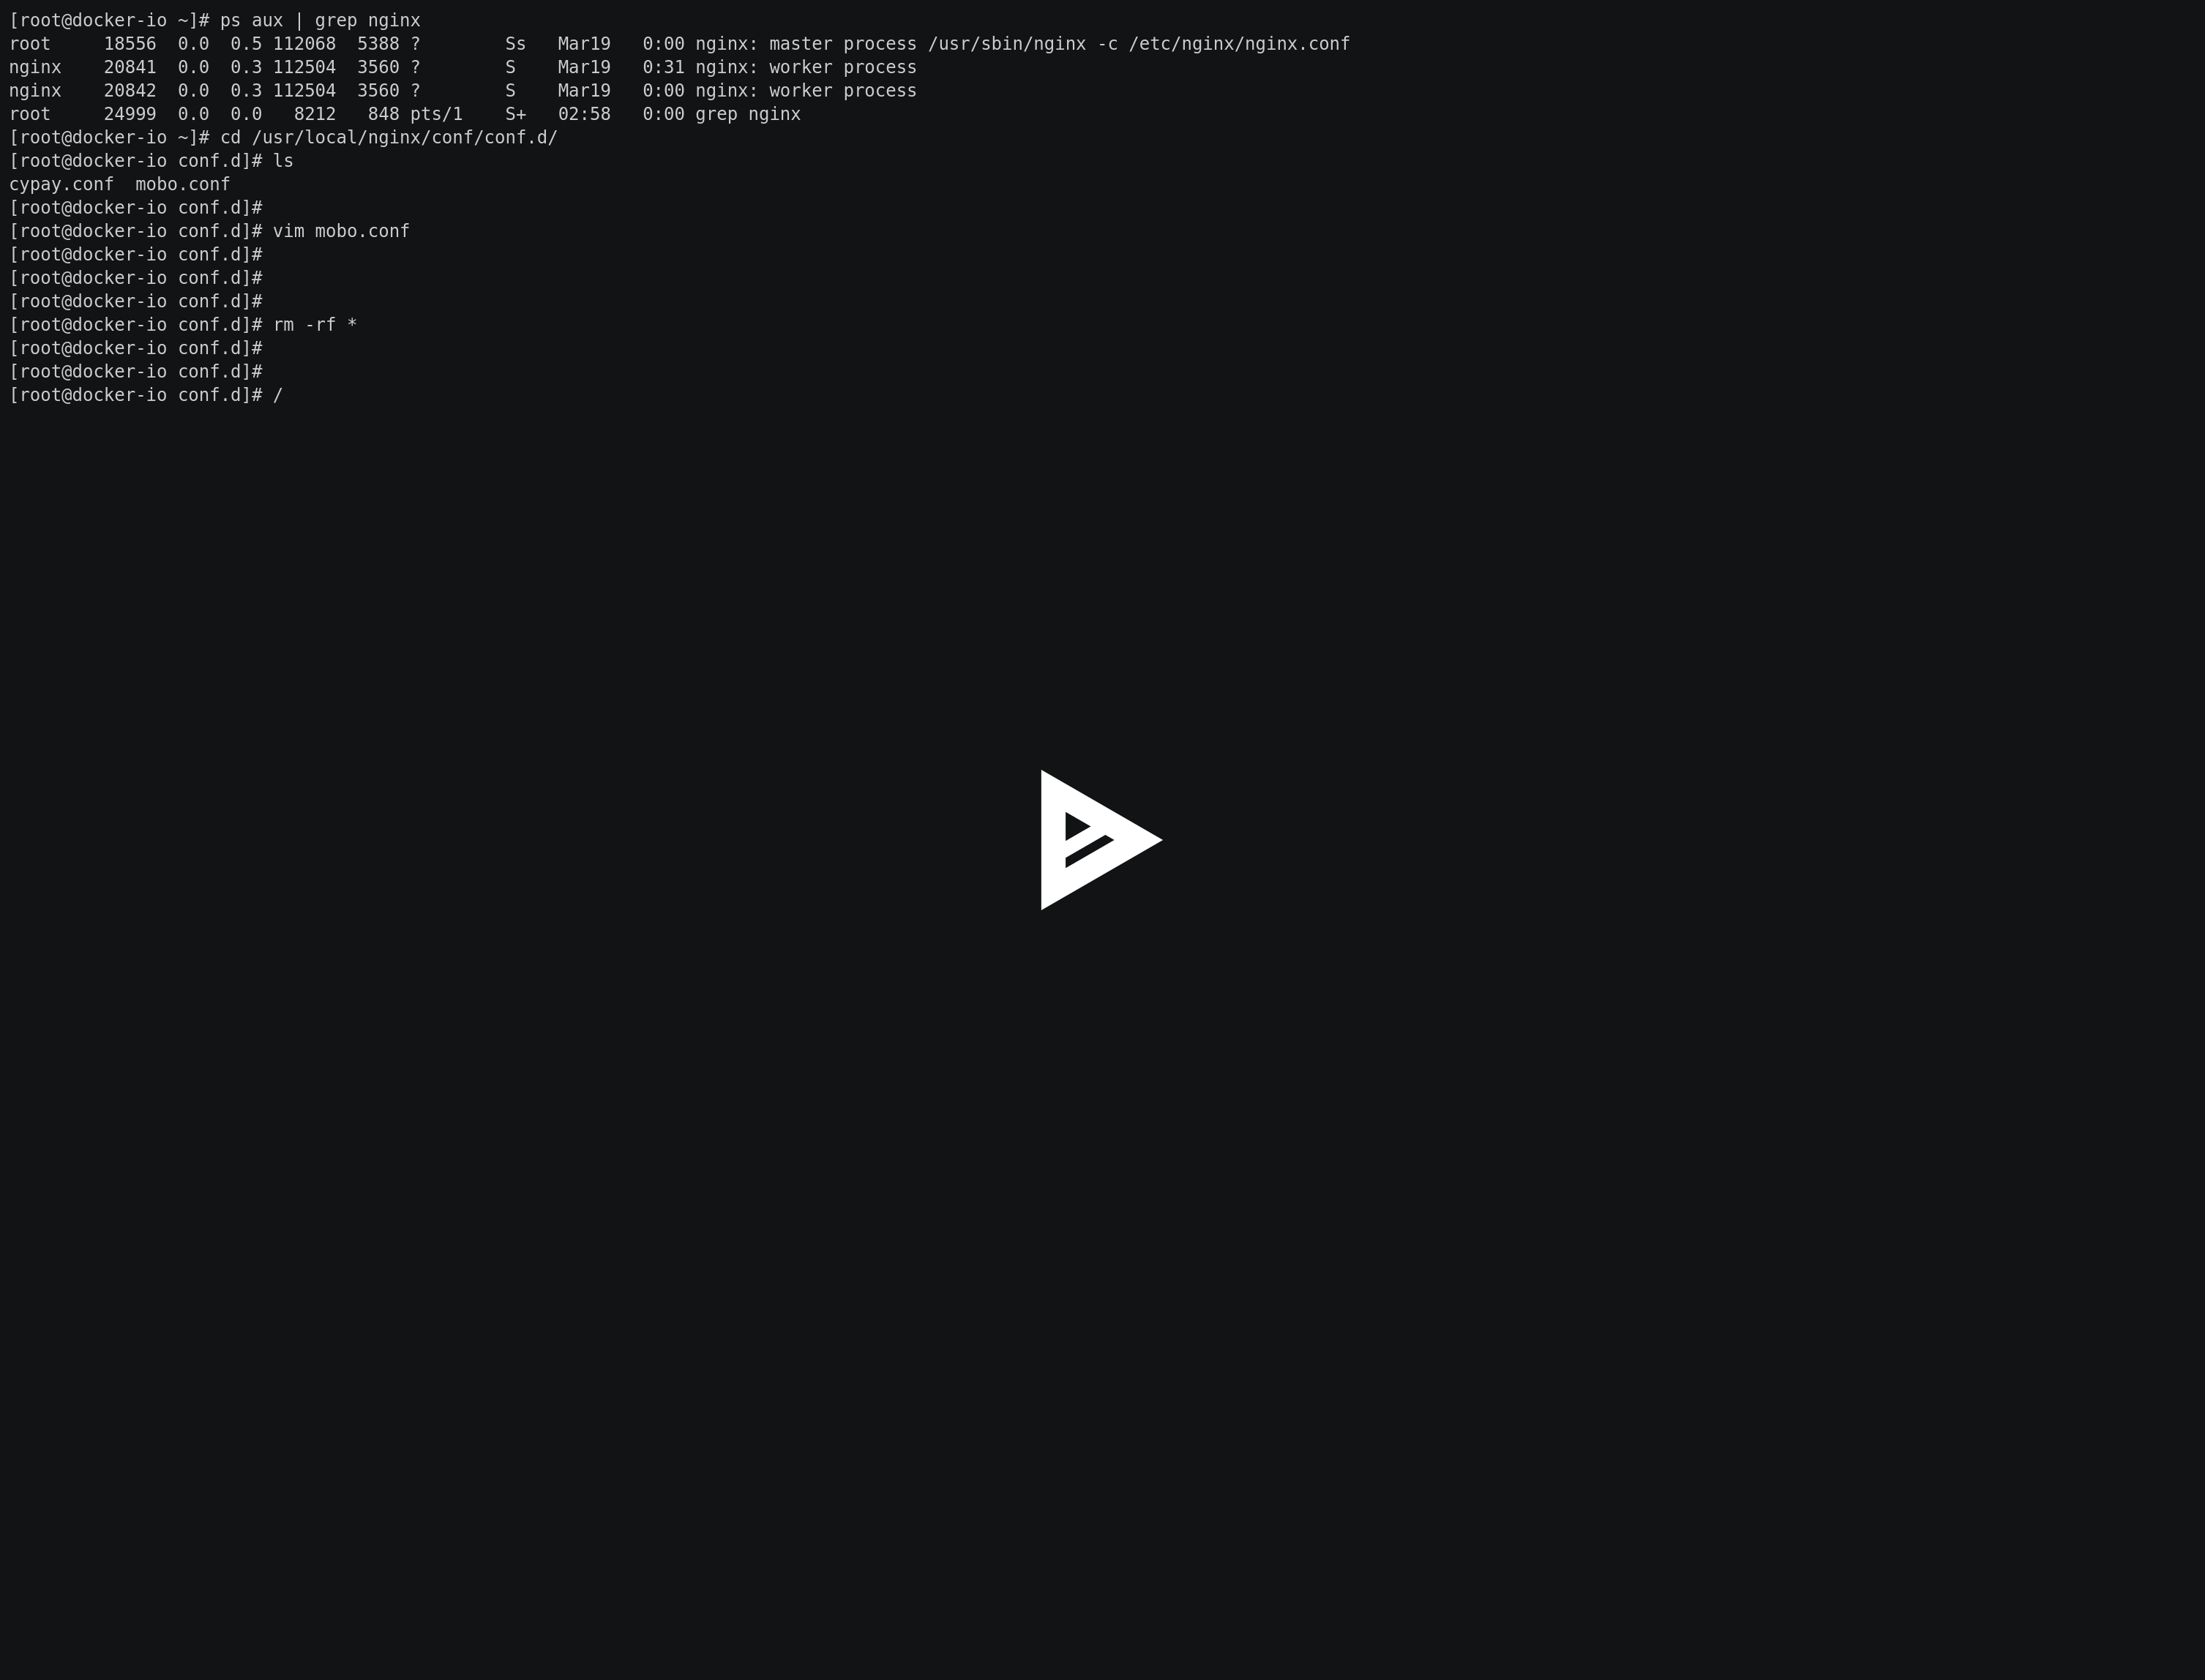 [root@docker-io ~]# ps aux | grep nginx
root     18556  0.0  0.5 112068  5388 ?        Ss   Mar19   0:00 nginx: master process /usr/sbin/nginx -c /etc/nginx/nginx.conf
nginx    20841  0.0  0.3 112504  3560 ?        S    Mar19   0:31 nginx: worker process
nginx    20842  0.0  0.3 112504  3560 ?        S    Mar19   0:00 nginx: worker process
root     24999  0.0  0.0   8212   848 pts/1    S+   02:58   0:00 grep nginx
[root@docker-io ~]# cd /usr/local/nginx/conf/conf.d/
[root@docker-io conf.d]# ls
cypay.conf  mobo.conf
[root@docker-io conf.d]#
[root@docker-io conf.d]# vim mobo.conf
[root@docker-io conf.d]#
[root@docker-io conf.d]#
[root@docker-io conf.d]#
[root@docker-io conf.d]# rm -rf *
[root@docker-io conf.d]#
[root@docker-io conf.d]#
[root@docker-io conf.d]# /